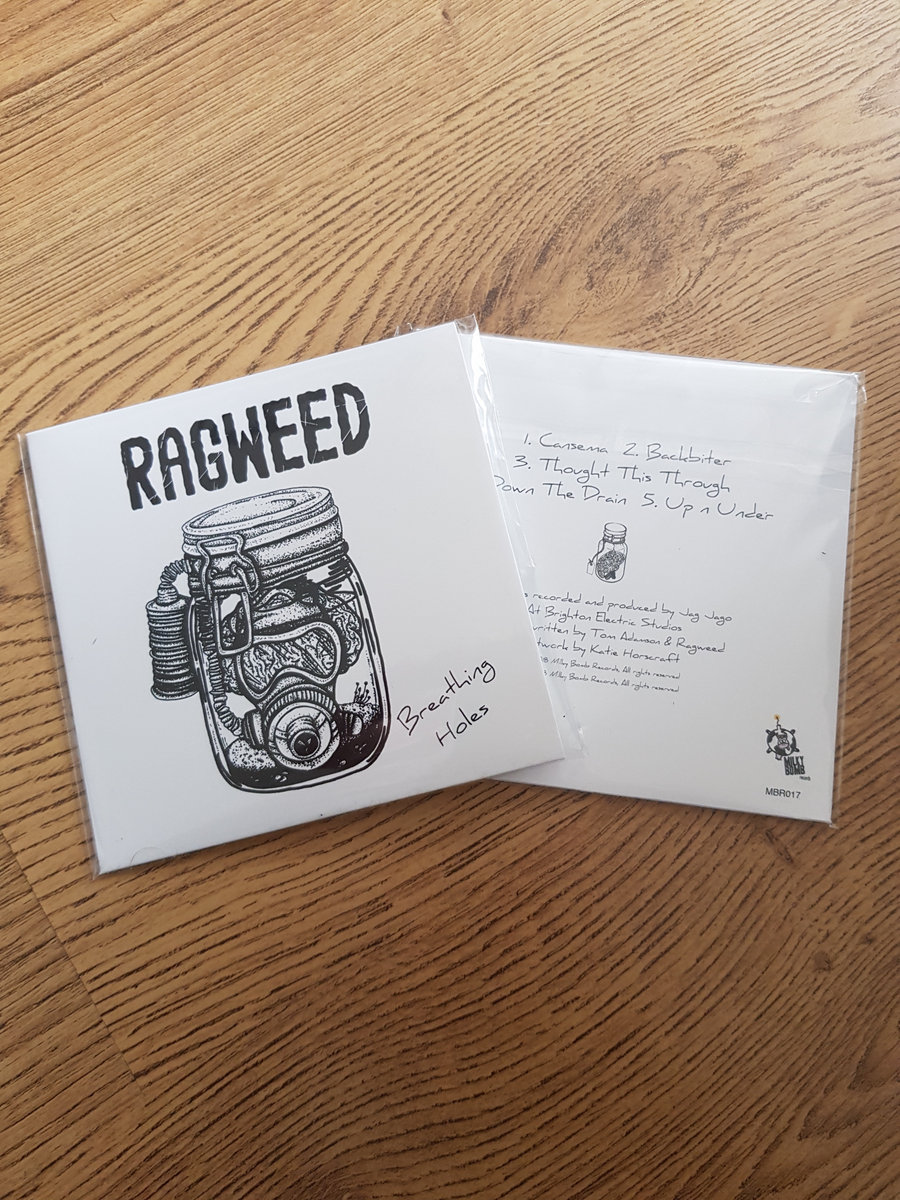 RAGWEED
Breathing
Holes
1. Cansema 2. Backbiter
3. Thought This Through
Down The Drain 5. Up n Under
recorded and produced by Jag Jago
At Brighton Electric Studios
written by Tom Adamson & Ragweed
by Katie Horscraft
Milky Bomb Records. All rights reserved
Milky Bomb Records. All rights reserved
MILKY
BOMB
MBR017